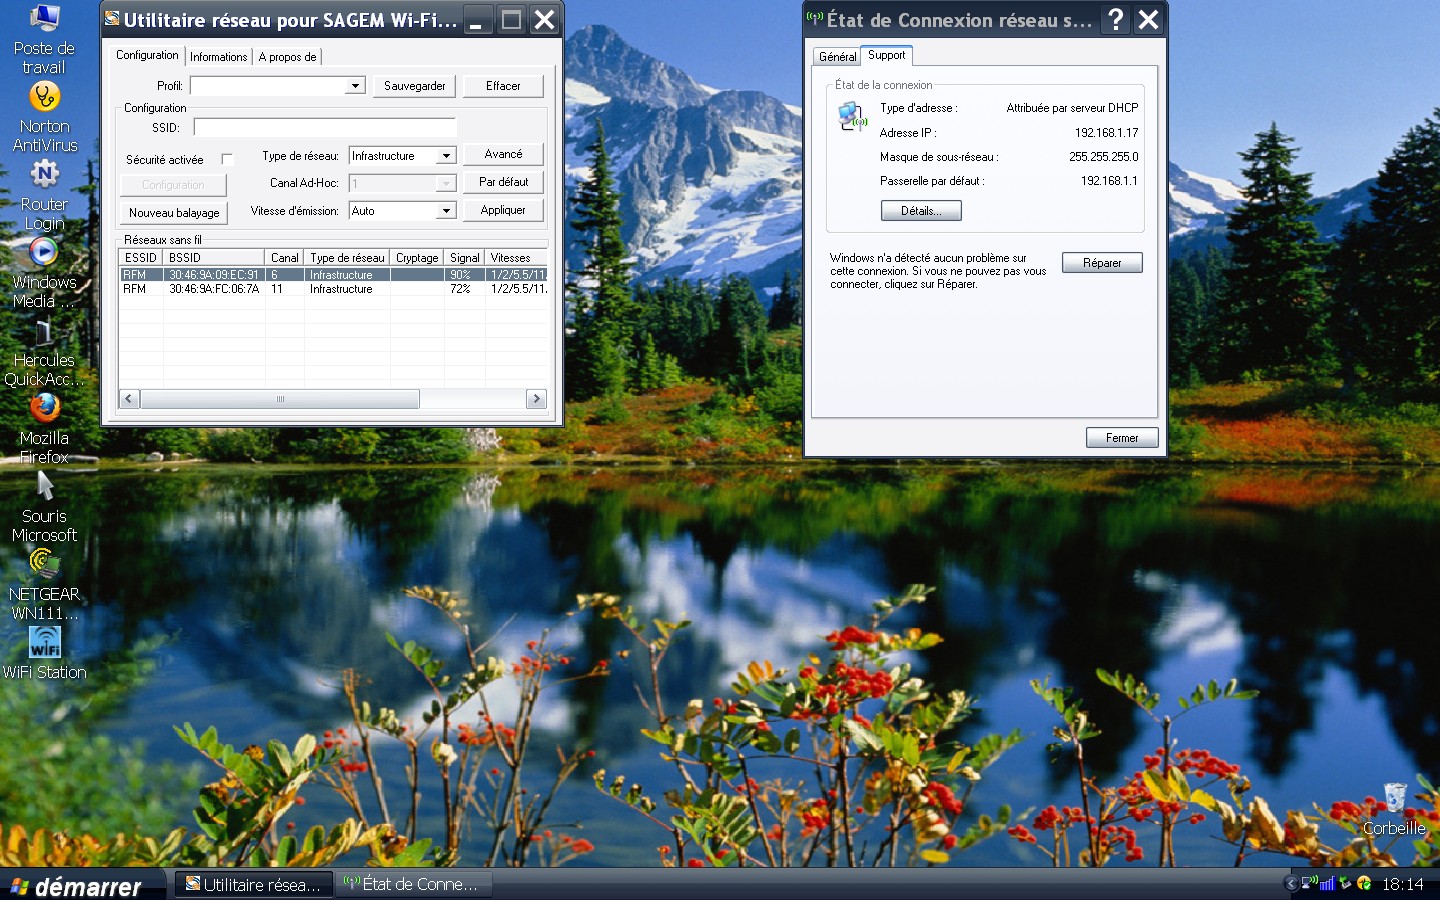 Poste de
travail
Norton
AntiVirus
Router
Login
Windows
Media ...
Hercules
QuickAcc...
Mozilla
Firefox
Souris
Microsoft
NETGEAR
WN111...
WiFi
WiFi Station
Utilitaire réseau pour SAGEM Wi-Fi...
Configuration Informations A propos de
Profil: Sauvegarder Effacer
Configuration
SSID:
Sécurité activée Type de réseau: Infrastructure Avancé
Configuration Canal Ad-Hoc: 1 Par défaut
Nouveau balayage Vitesse d'émission: Auto Appliquer
Réseaux sans fil
ESSID BSSID Canal Type de réseau Cryptage Signal Vitesses
RFM 30:46:9A:09:EC:91 6 Infrastructure 90% 1/2/5.5/11.
RFM 30:46:9A:FC:06:7A 11 Infrastructure 72% 1/2/5.5/11.
État de Connexion réseau s...
Général Support
État de la connexion
Type d'adresse : Attribuée par serveur DHCP
Adresse IP : 192.168.1.17
Masque de sous-réseau : 255.255.255.0
Passerelle par défaut : 192.168.1.1
Détails...
Windows n'a détecté aucun problème sur
cette connexion. Si vous ne pouvez pas vous
connecter, cliquez sur Réparer.
Réparer
Fermer
Corbeille
démarrer Utilitaire résea... État de Conne... 18:14